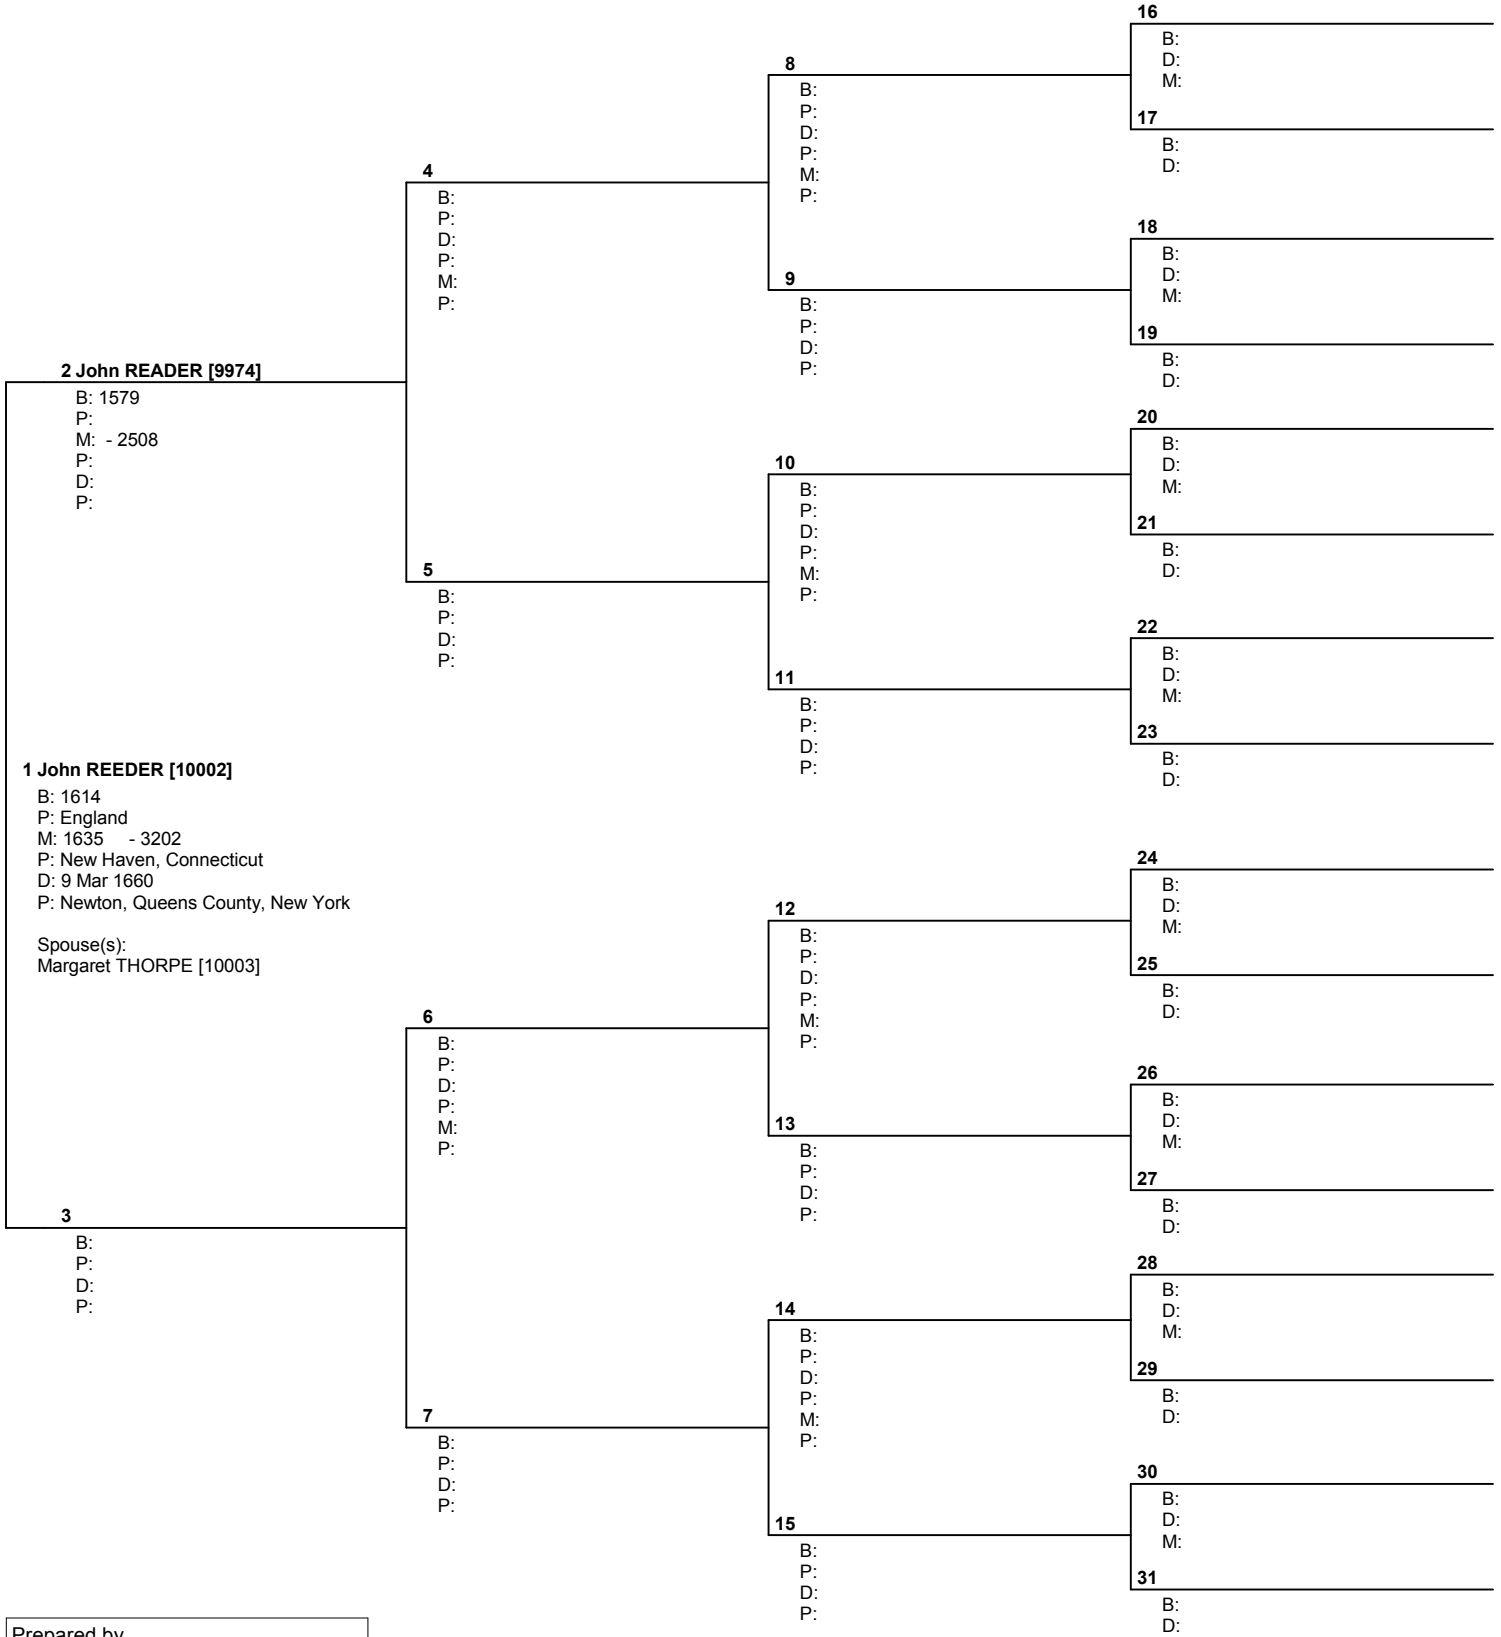 16
B:
D:
M:
17
B:
D:
8
B:
P:
D:
P:
M:
P:
4
B:
P:
D:
P:
M:
P:
18
B:
D:
M:
9
B:
P:
D:
P:
19
B:
D:
2 John READER [9974]
B: 1579
P:
M: - 2508
P:
D:
P:
20
B:
D:
M:
10
B:
P:
D:
P:
M:
P:
21
B:
D:
5
B:
P:
D:
P:
22
B:
D:
M:
11
B:
P:
D:
P:
23
B:
D:
1 John REEDER [10002]
B: 1614
P: England
M: 1635 - 3202
P: New Haven, Connecticut
D: 9 Mar 1660
P: Newton, Queens County, New York
Spouse(s):
Margaret THORPE [10003]
24
B:
D:
M:
12
B:
P:
D:
P:
M:
P:
25
B:
D:
6
B:
P:
D:
P:
M:
P:
26
B:
D:
M:
13
B:
P:
D:
P:
27
B:
D:
3
B:
P:
D:
P:
28
B:
D:
M:
14
B:
P:
D:
P:
M:
P:
29
B:
D:
7
B:
P:
D:
P:
30
B:
D:
M:
15
B:
P:
D:
P:
31
B:
D:
Prepared by